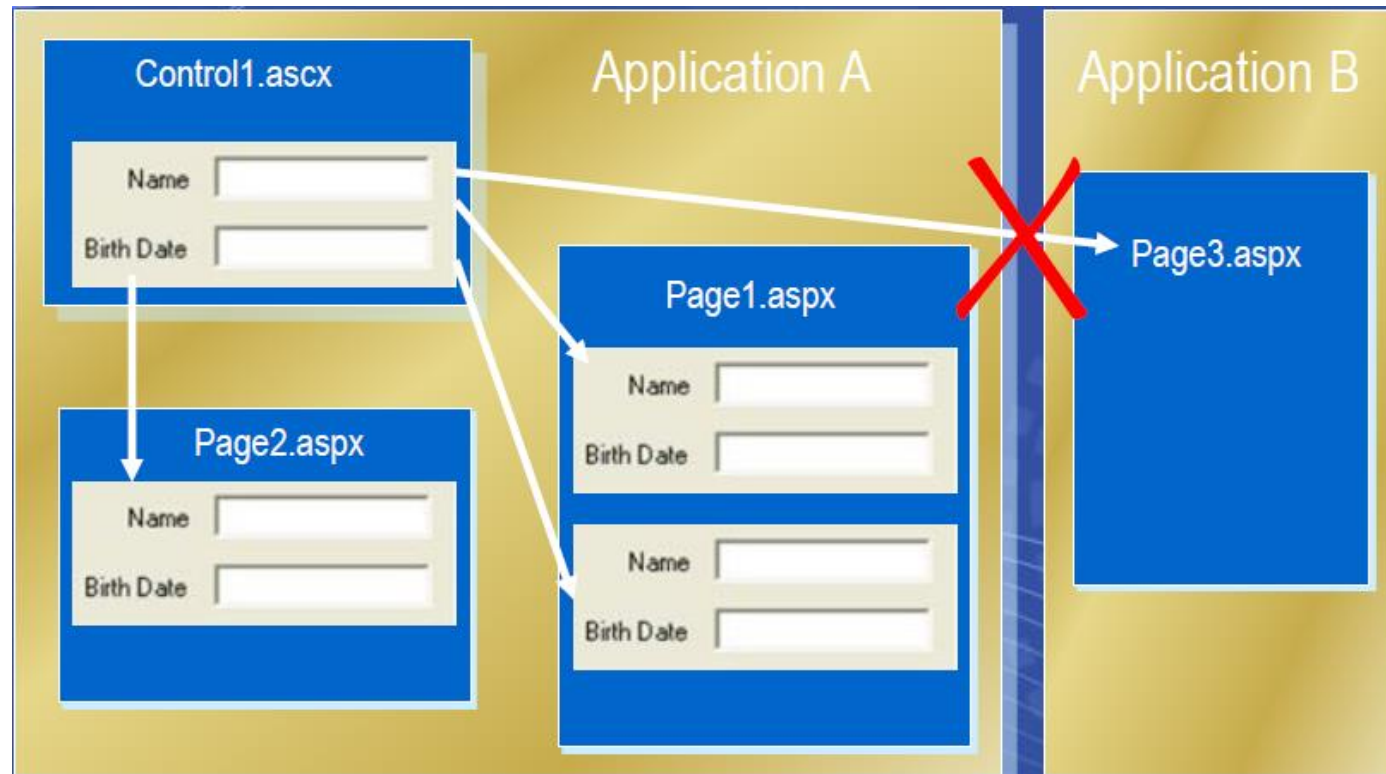 Application A
Application B
Control1.ascx
Name
Birth Date
Page2.aspx
Name
Birth Date
Page1.aspx
Name
Birth Date
Name
Birth Date
Page3.aspx